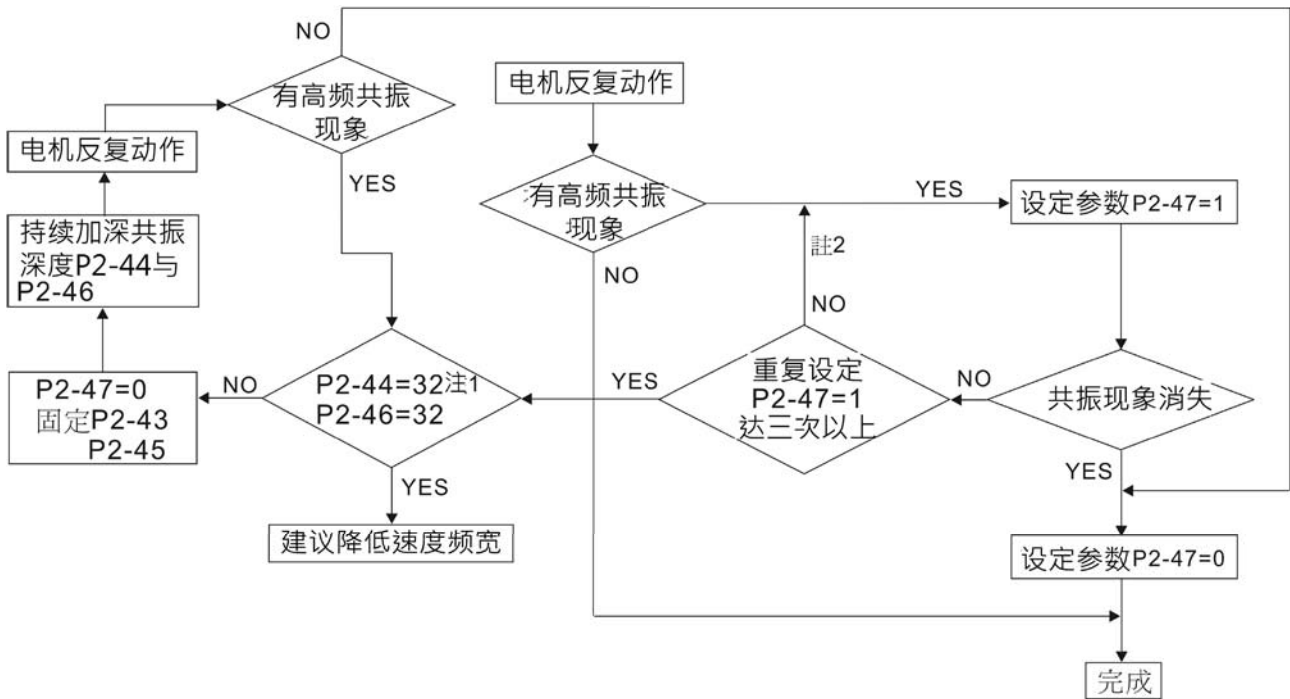 NO
有高频共振
现象
电机反复动作
YES
持续加深共振
深度P2-44与
P2-46
P2-47=0
固定P2-43
P2-45
NO
P2-44=32注1
P2-46=32
YES
建议降低速度频宽
电机反复动作
有高频共振
现象
YES
NO
设定参数P2-47=1
註2
NO
重复设定
P2-47=1
达三次以上
YES
NO
共振现象消失
YES
设定参数P2-47=0
完成